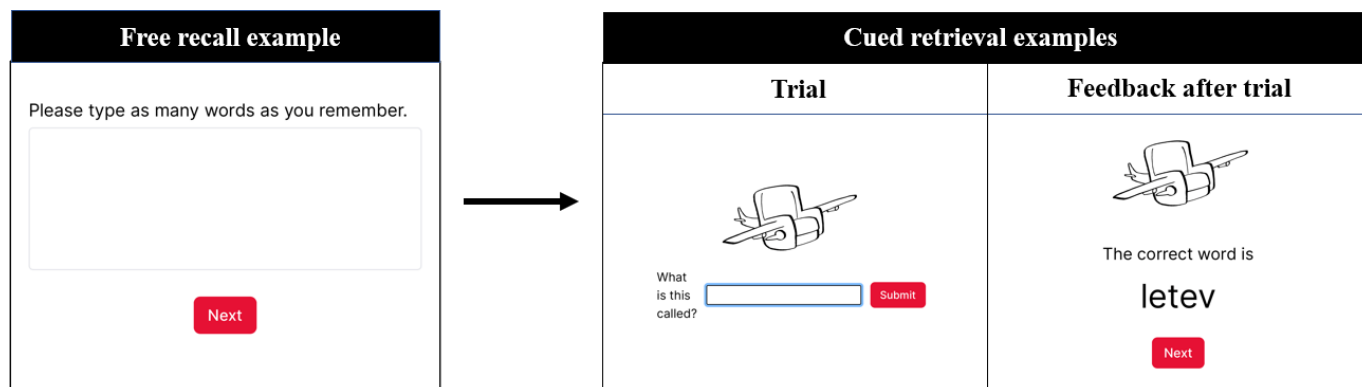 Free recall example
Please type as many words as you remember.
Next
Cued retrieval examples
Trial
What
is this
called?
Submit
Feedback after trial
The correct word is
letev
Next